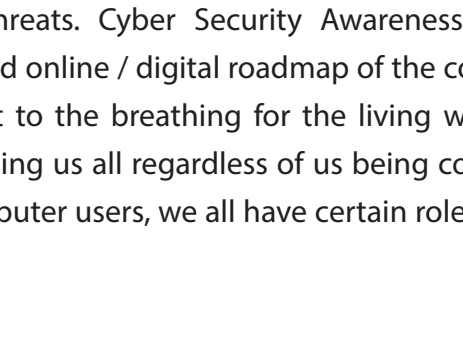 hreats. Cyber Security Awareness
d online / digital roadmap of the co
t to the breathing for the living w
ing us all regardless of us being co
puter users, we all have certain role